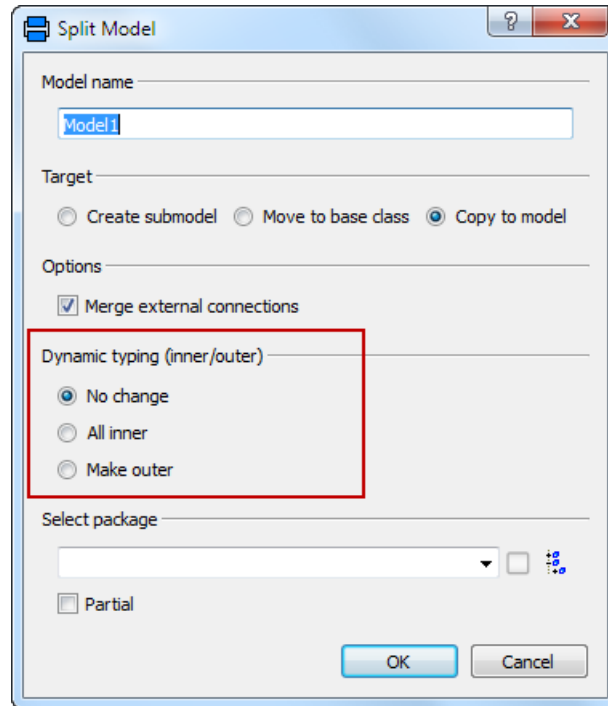 Split Model
Model name
Model1
Target
Create submodel Move to base class Copy to model
Options
Merge external connections
Dynamic typing (inner/outer)
No change
All inner
Make outer
Select package
Partial
OK Cancel